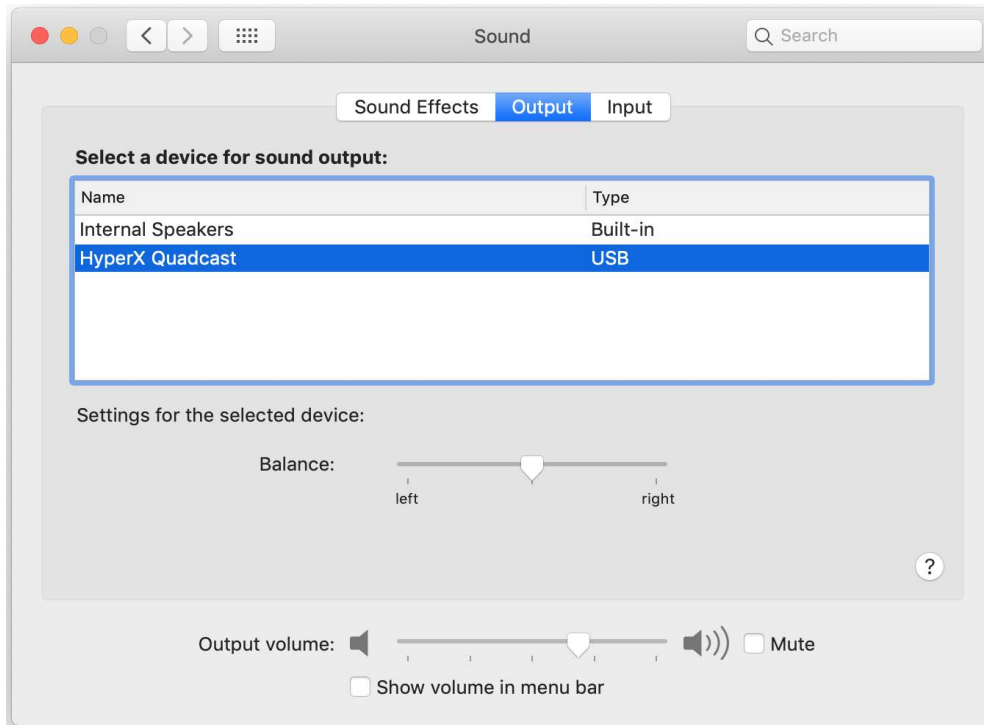 Sound
Search
Sound Effects Output Input
Select a device for sound output:
Name Type
Internal Speakers Built-in
HyperX Quadcast USB
Settings for the selected device:
Balance:
left right
?
Output volume: Mute
Show volume in menu bar